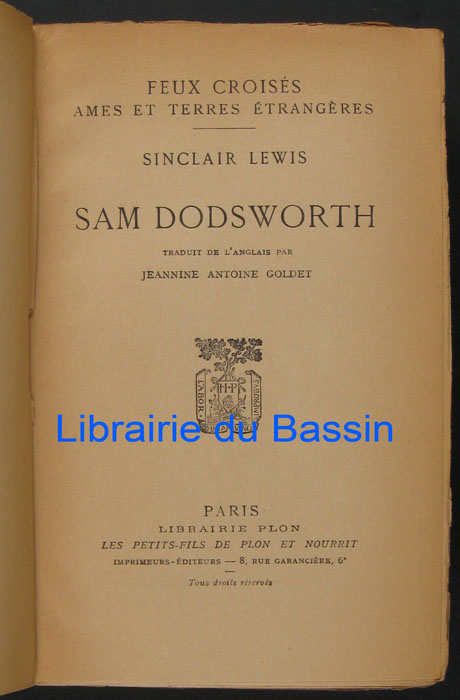 FEUX CROISÉS
AMES ET TERRES ÉTRANGÈRES
SINCLAIR LEWIS
SAM DODSWORTH
TRADUIT DE L'ANGLAIS PAR
JEANNINE ANTOINE GOLDET
LABOR
H·P
IMPROBUS
Librairie du Bassin
PARIS
LIBRAIRIE PLON
LES PETITS-FILS DE PLON ET NOURRIT
IMPRIMEURS-ÉDITEURS — 8, RUE GARANCIÈRE, 6e
Tous droits réservés